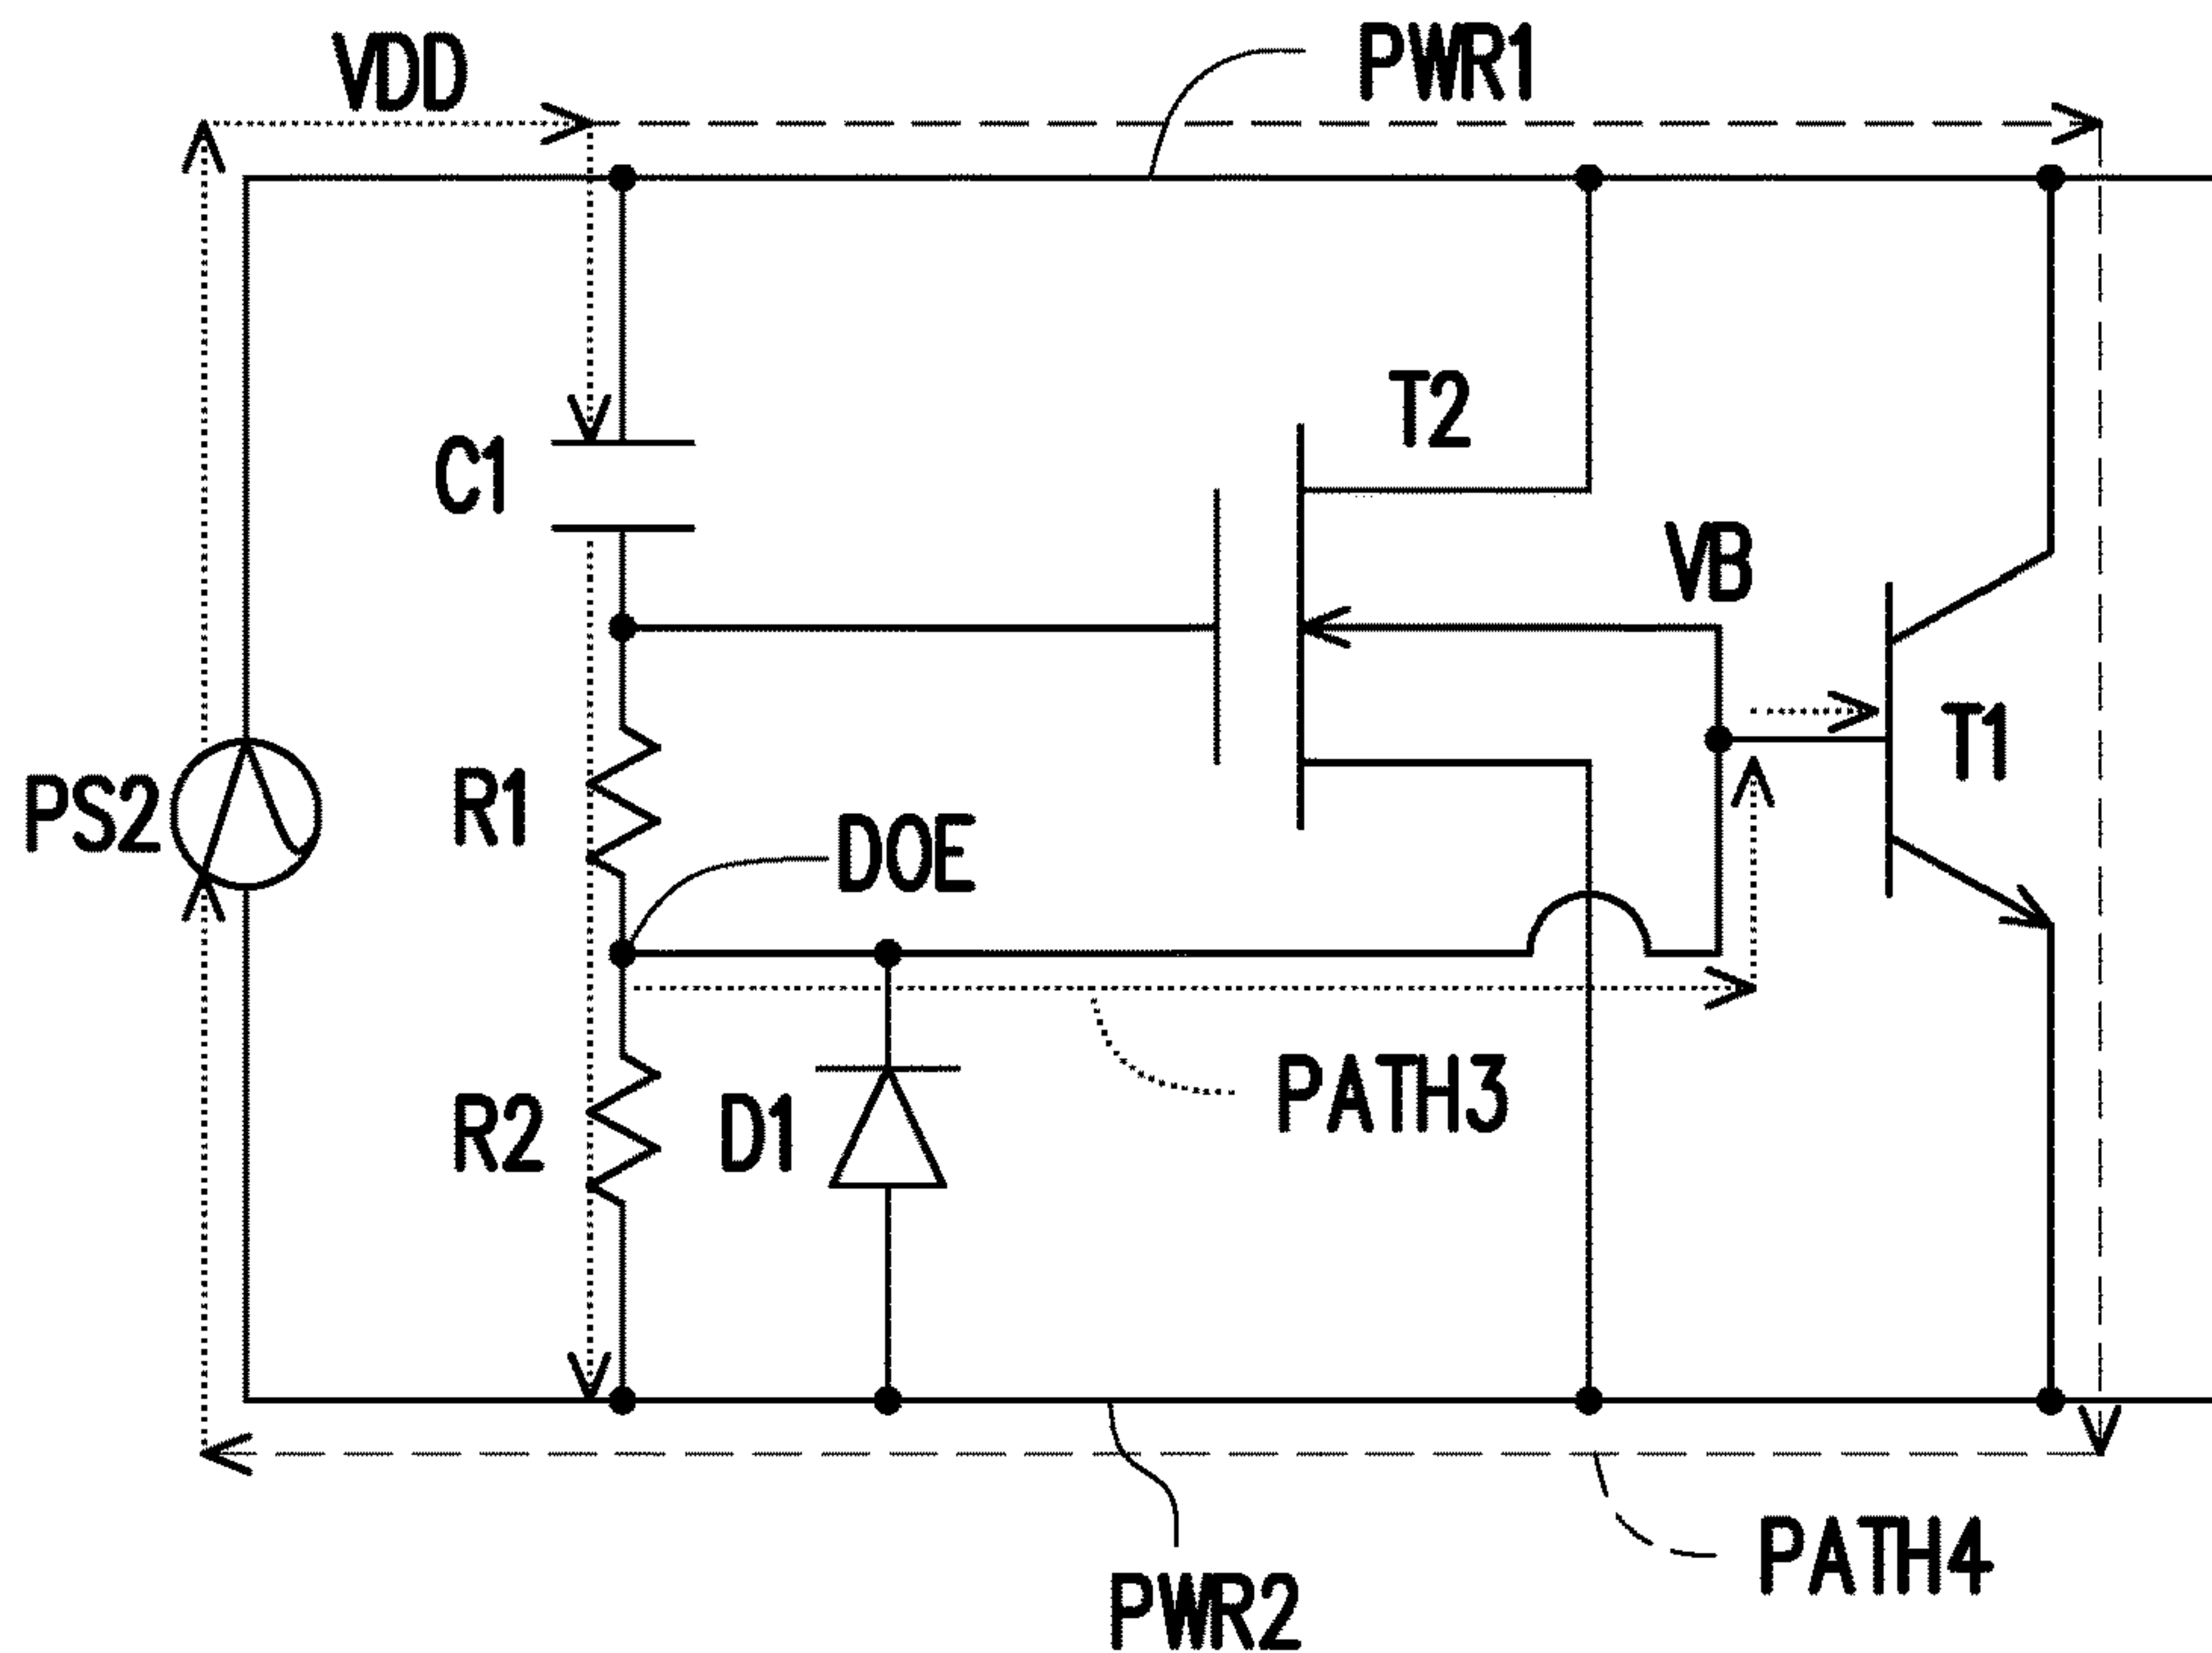 VDD
PWR1
T2
C1
VB
T1
PS2
R1
DOE
PATH3
R2
D1
PATH4
PWR2